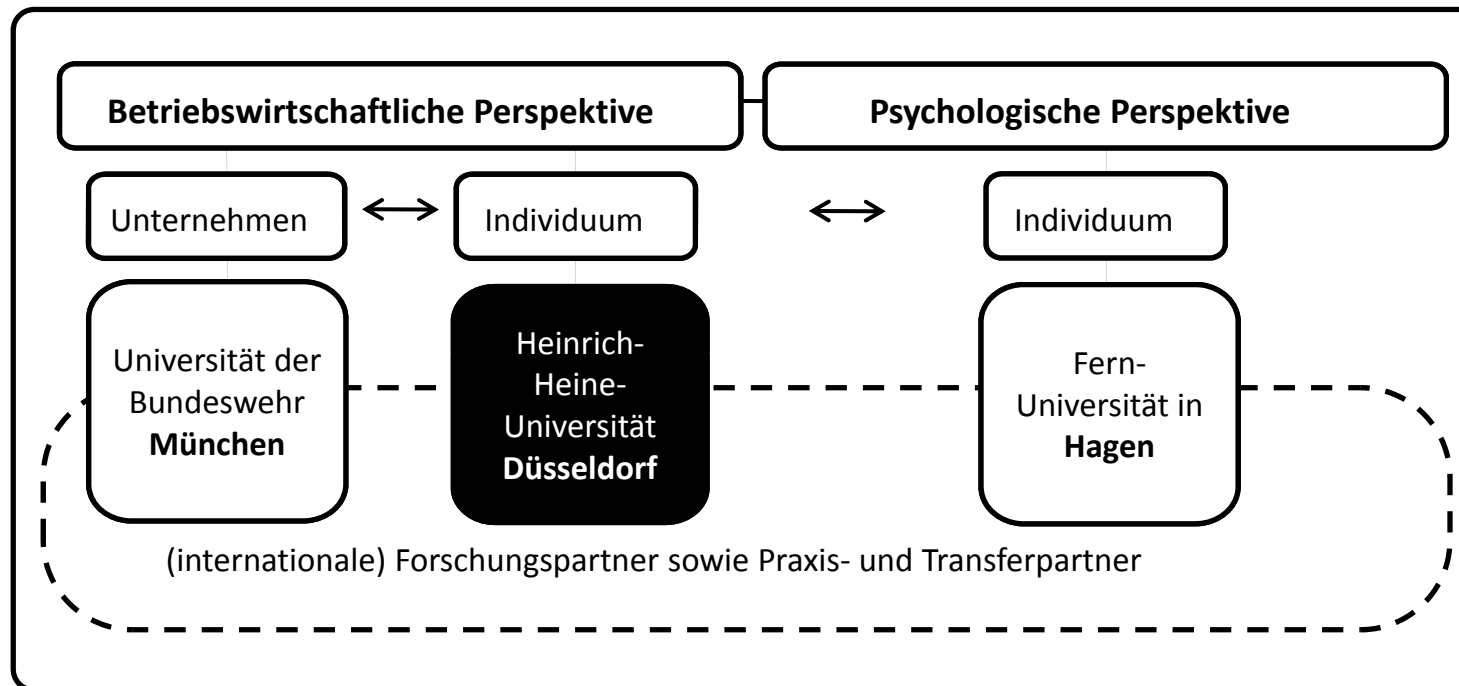 Betriebswirtschaftliche Perspektive
Psychologische Perspektive
Unternehmen
Individuum
Individuum
Universität der
Bundeswehr
München
Heinrich-
Heine-
Universität
Düsseldorf
Fern-
Universität in
Hagen
(internationale) Forschungspartner sowie Praxis- und Transferpartner